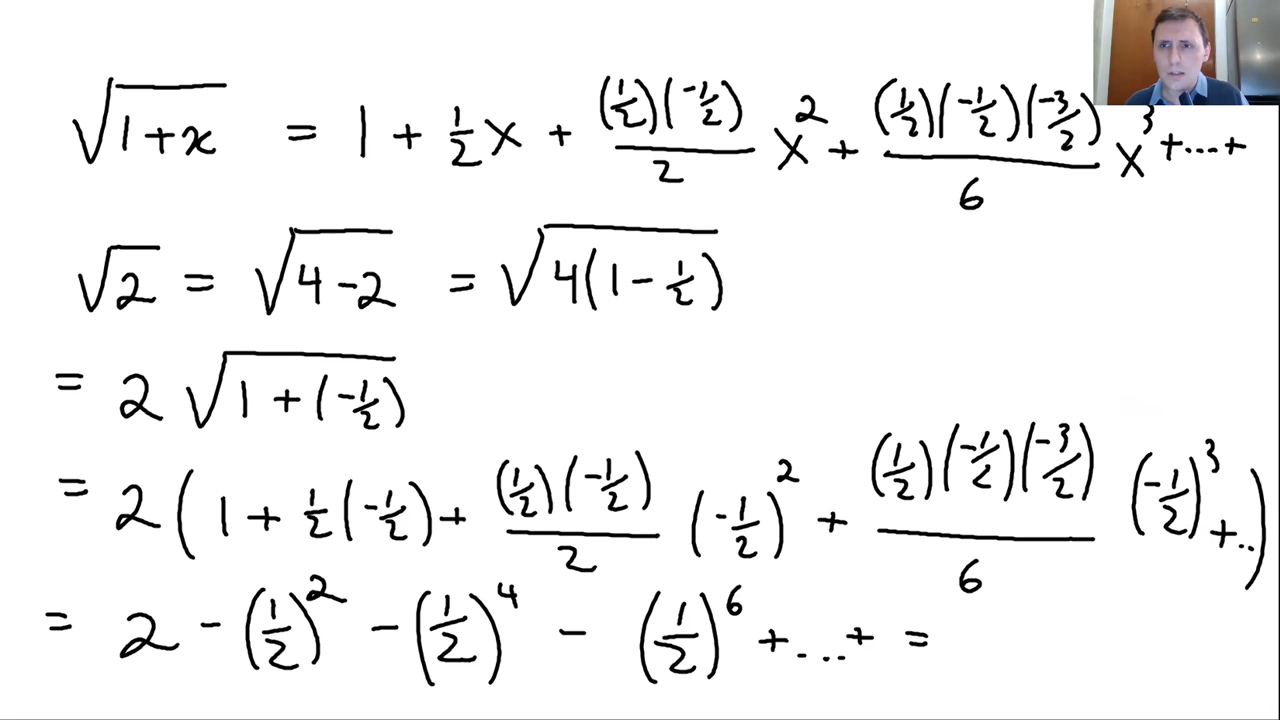 √(1+x) = 1 + 1/2 x + (1/2)(-1/2)/2 x² + (1/2)(-1/2)(-3/2)/6 x³ +...+
√2 = √(4-2) = √(4(1-1/2))
= 2 √(1+(-1/2))
= 2 (1 + 1/2 (-1/2) + (1/2)(-1/2)/2 (-1/2)² + (1/2)(-1/2)(-3/2)/6 (-1/2)³ +..)
= 2 - (1/2)² - (1/2)⁴ - (1/2)⁶ +...+ =